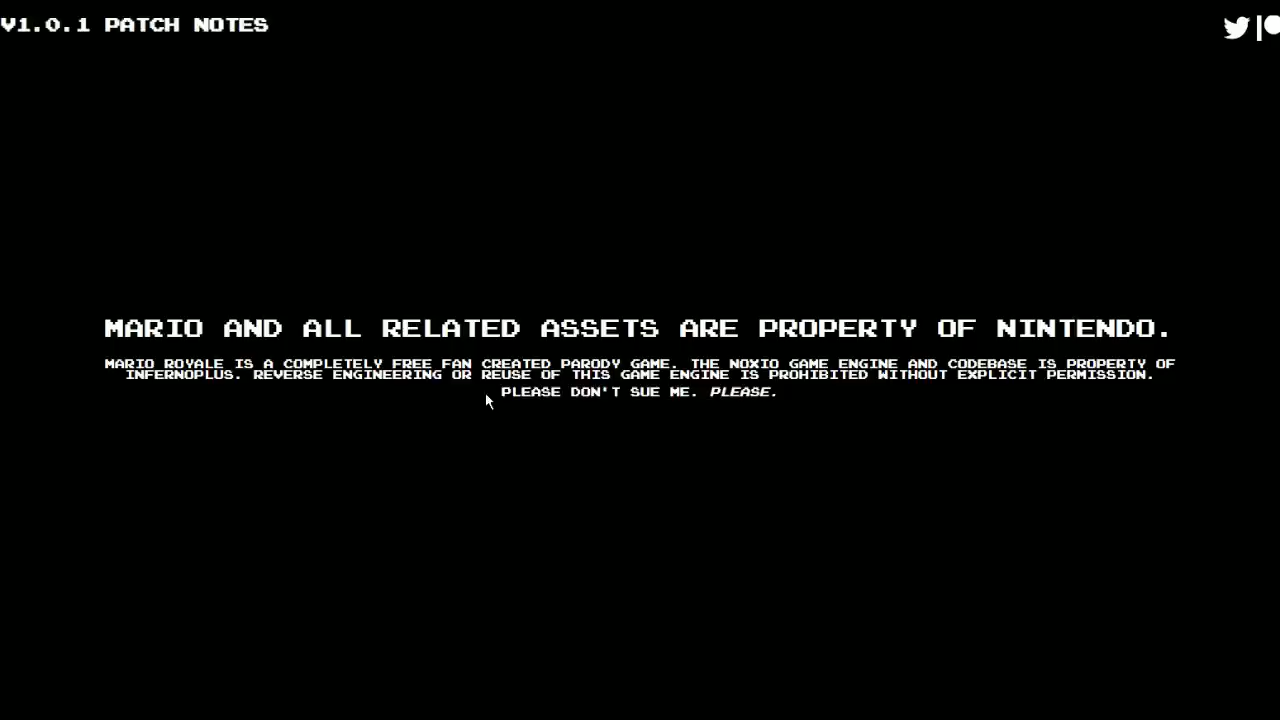 V1.0.1 PATCH NOTES
MARIO AND ALL RELATED ASSETS ARE PROPERTY OF NINTENDO.
MARIO ROYALE IS A COMPLETELY FREE FAN CREATED PARODY GAME. THE NOXIO GAME ENGINE AND CODEBASE IS PROPERTY OF
INFERNOPLUS. REVERSE ENGINEERING OR REUSE OF THIS GAME ENGINE IS PROHIBITED WITHOUT EXPLICIT PERMISSION.
PLEASE DON'T SUE ME. PLEASE.